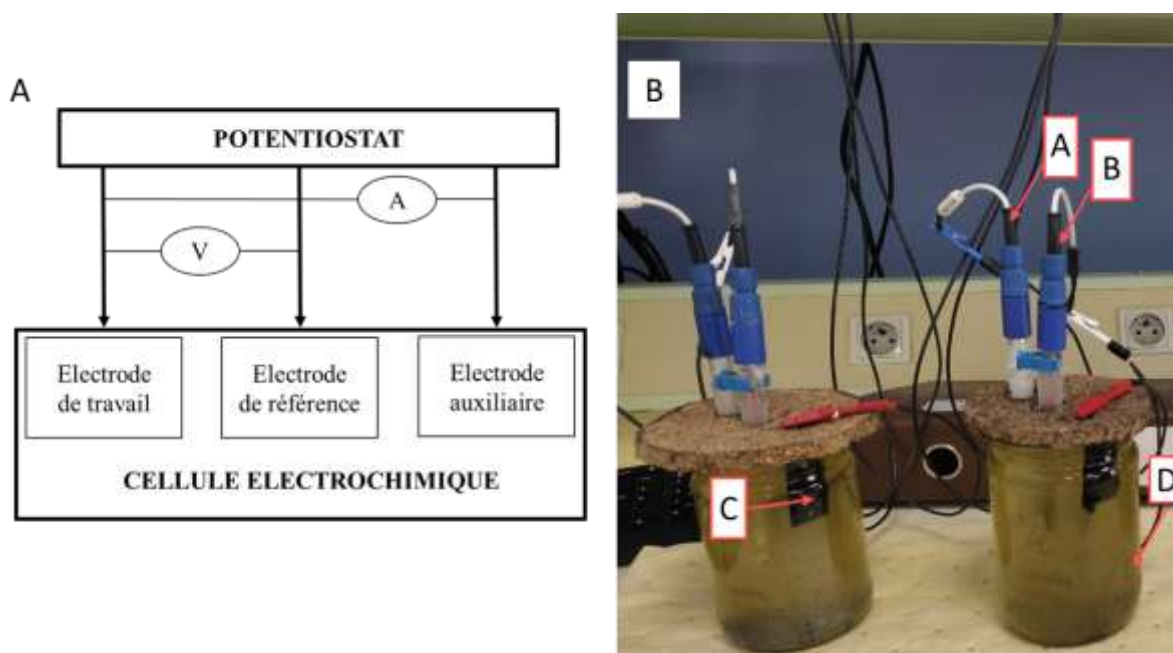 A
POTENTIOSTAT
A
V
Electrode
de travail
Electrode
de référence
Electrode
auxiliaire
CELLULE ELECTROCHIMIQUE
B
A
B
C
D